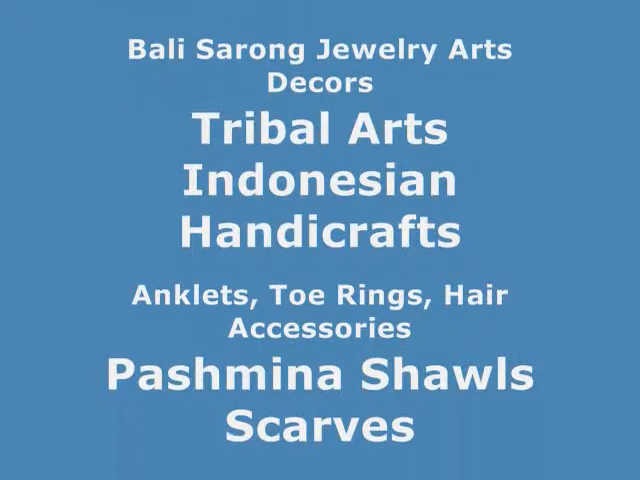 Bali Sarong Jewelry Arts
Decors
Tribal Arts
Indonesian
Handicrafts
Anklets, Toe Rings, Hair
Accessories
Pashmina Shawls
Scarves